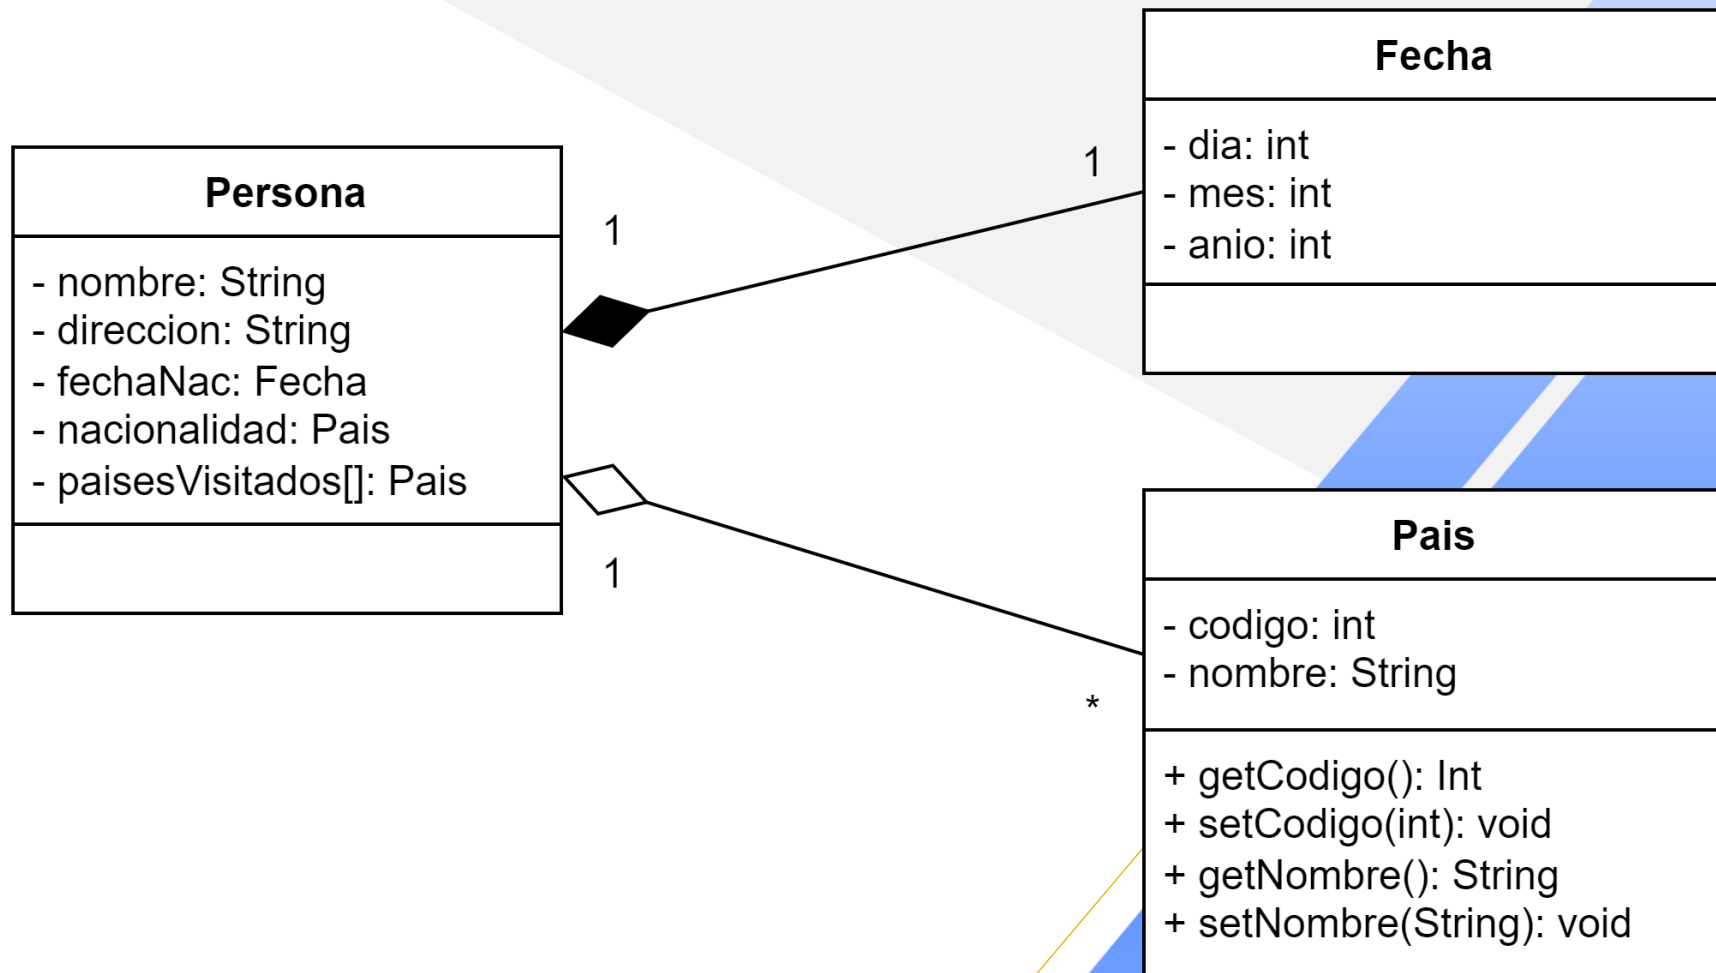 Persona
- nombre: String
- direccion: String
- fechaNac: Fecha
- nacionalidad: Pais
- paisesVisitados[]: Pais
1
1
1
*
Fecha
- dia: int
- mes: int
- anio: int
Pais
- codigo: int
- nombre: String
+ getCodigo(): Int
+ setCodigo(int): void
+ getNombre(): String
+ setNombre(String): void